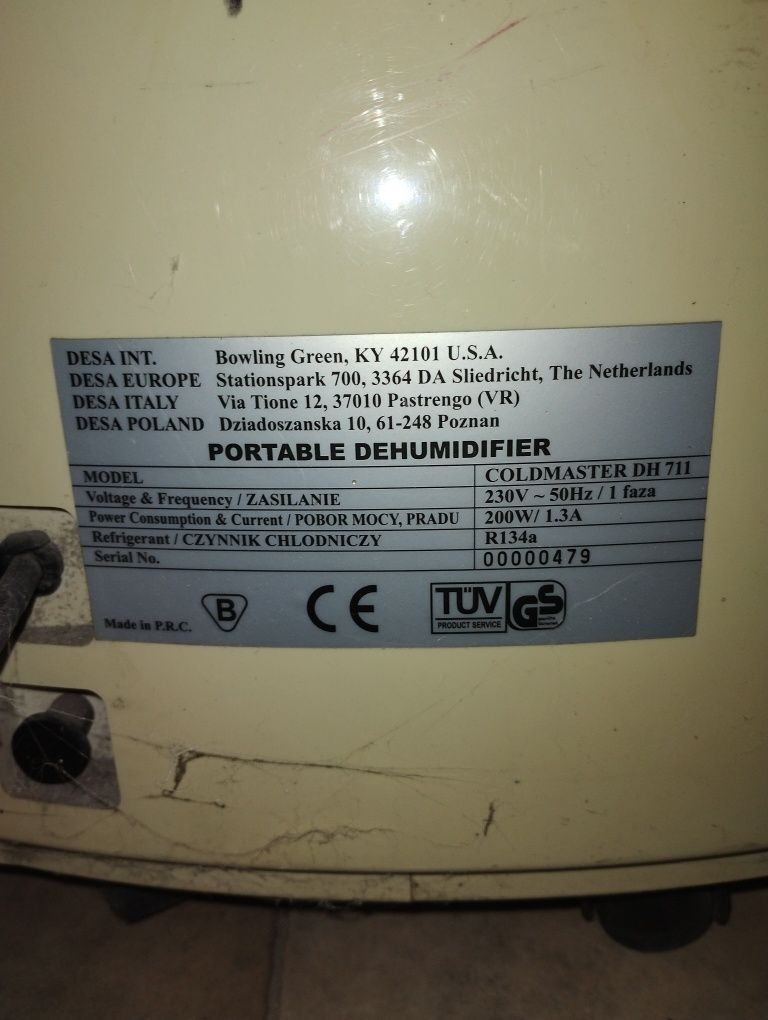 DESA INT. Bowling Green, KY 42101 U.S.A.
DESA EUROPE Stationspark 700, 3364 DA Sliedricht, The Netherlands
DESA ITALY Via Tione 12, 37010 Pastrengo (VR)
DESA POLAND Dziadoszanska 10, 61-248 Poznan
PORTABLE DEHUMIDIFIER
MODEL COLDMASTER DH 711
Voltage & Frequency / ZASILANIE 230V ~ 50Hz / 1 faza
Power Consumption & Current / POBOR MOCY, PRADU 200W/ 1.3A
Refrigerant / CZYNNIK CHLODNICZY R134a
Serial No. 00000479
Made in P.R.C. B CE TÜV PRODUCT SERVICE GS